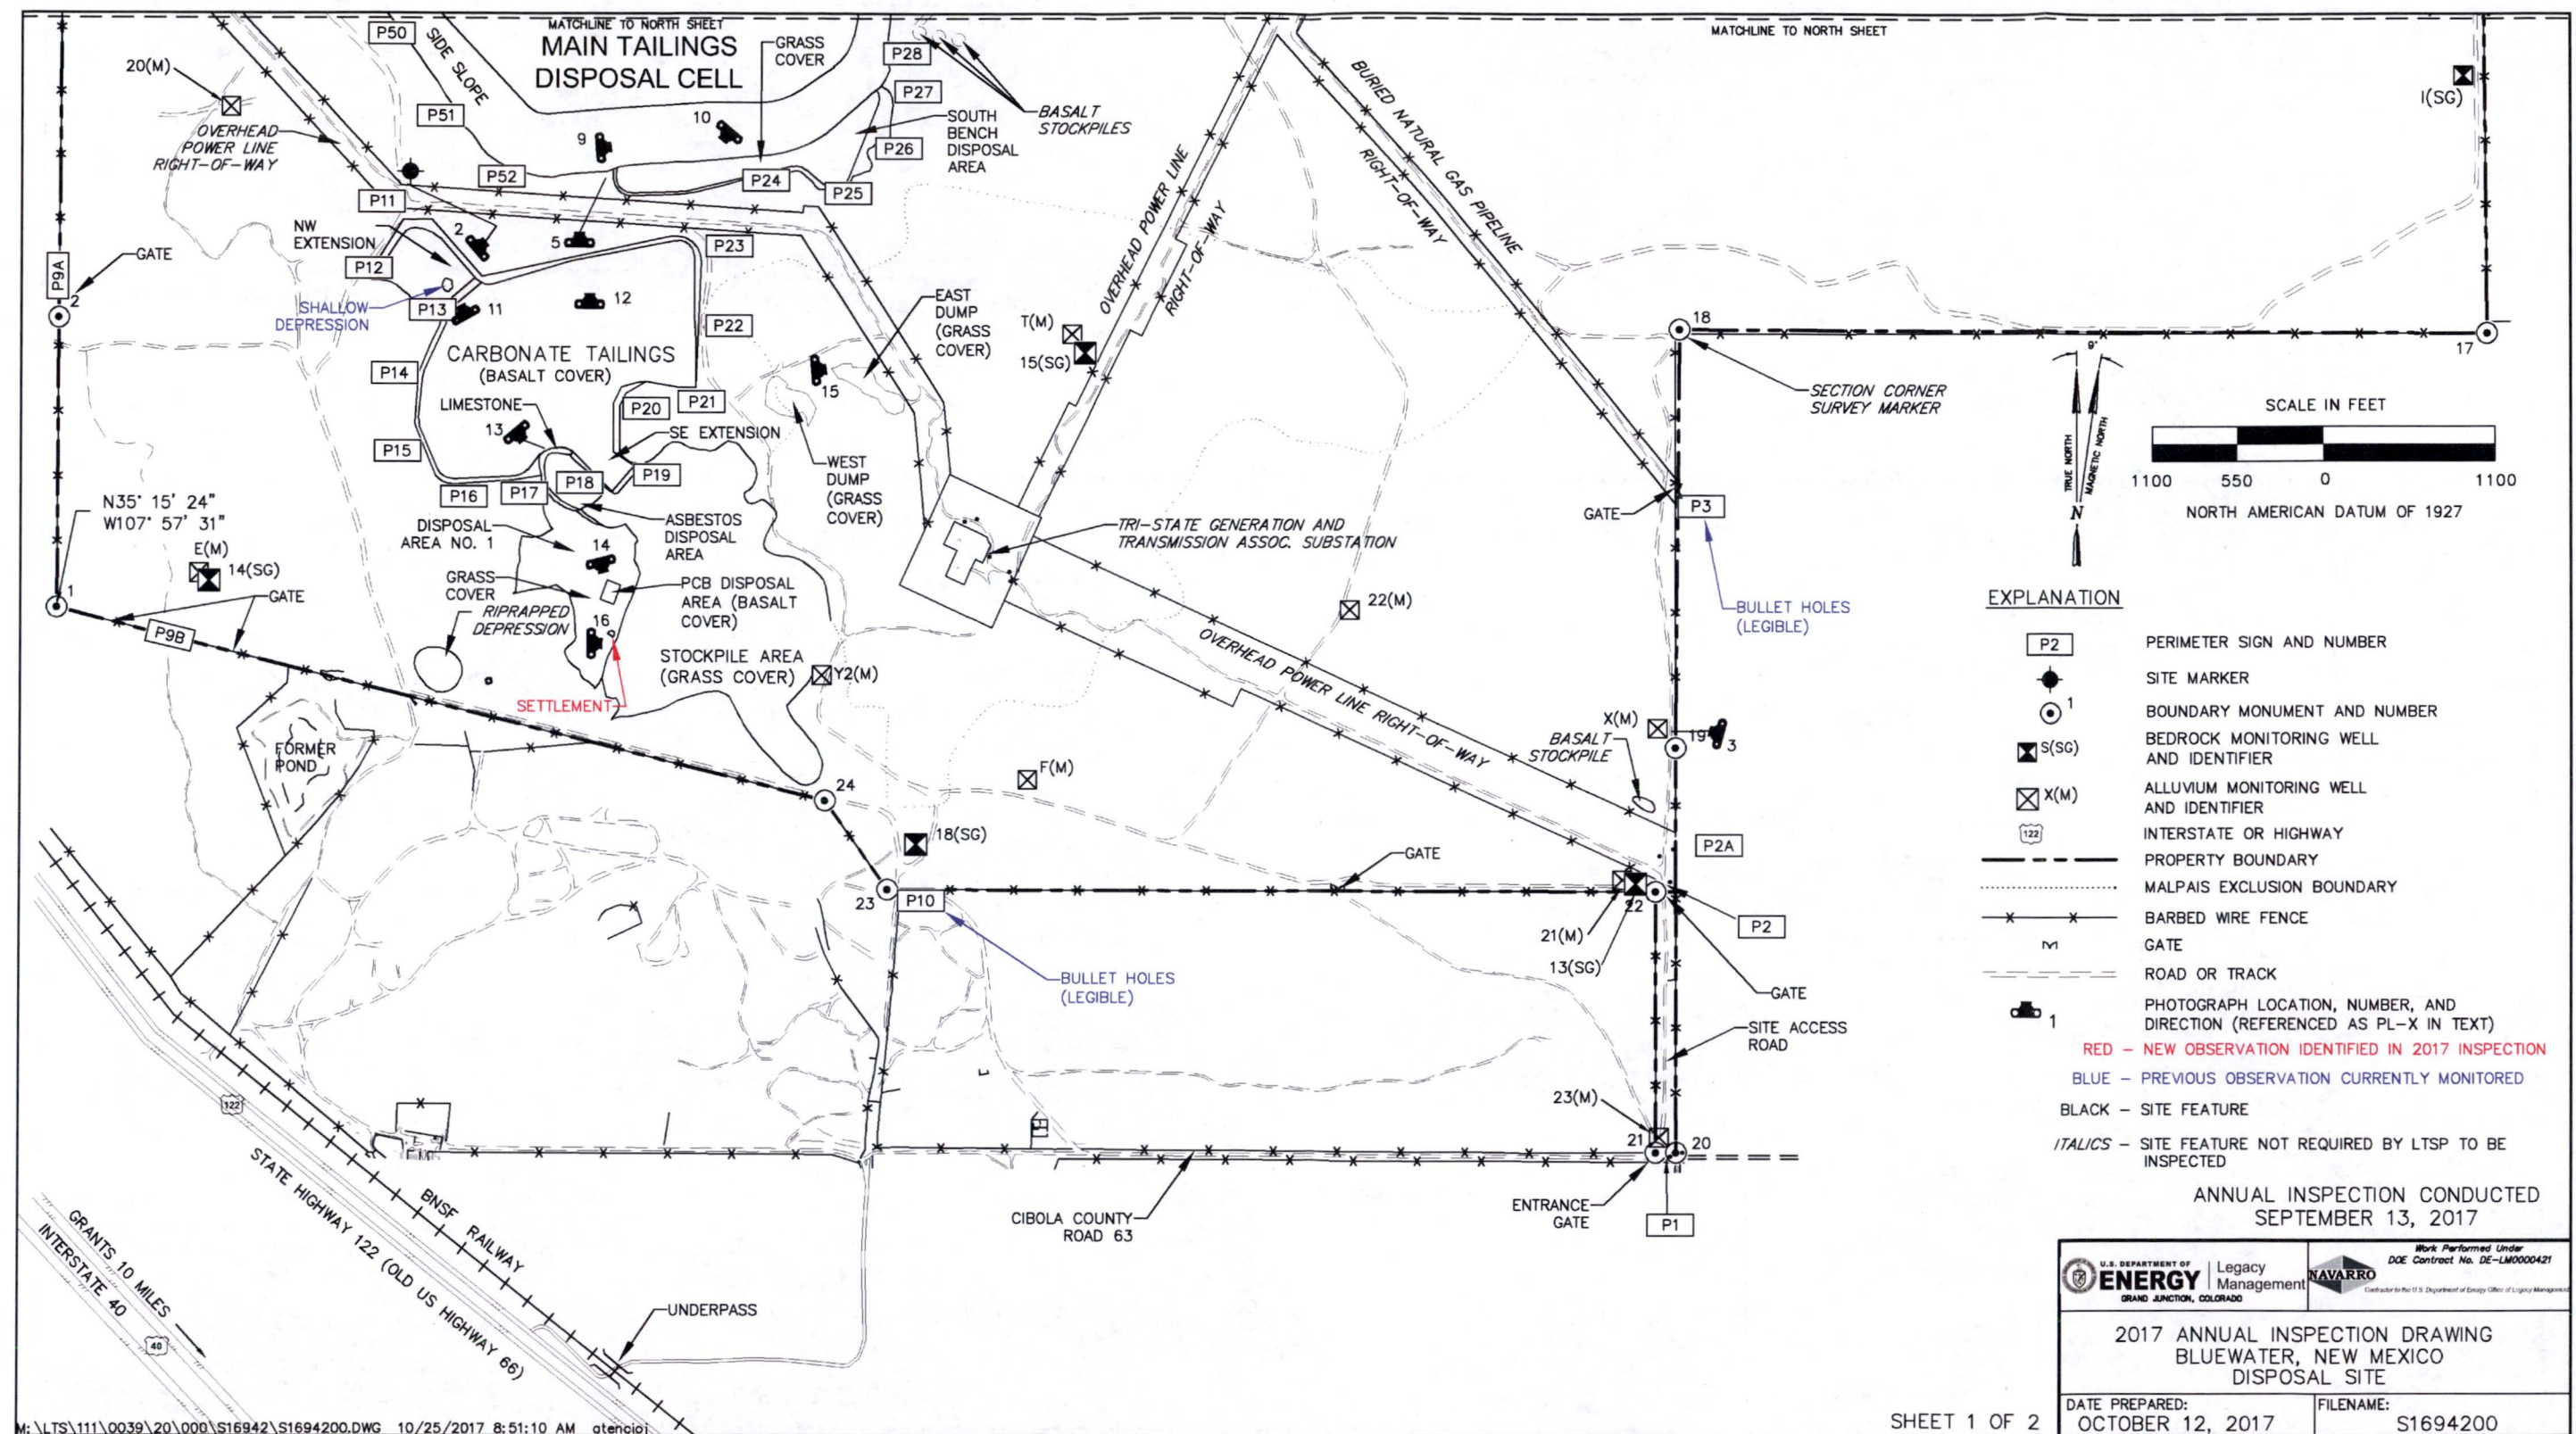 MATCHLINE TO NORTH SHEET
MAIN TAILINGS
DISPOSAL CELL
MATCHLINE TO NORTH SHEET
P50
SIDE SLOPE
GRASS
COVER
P28
20(M)
P51
P27
BASALT
STOCKPILES
I(SG)
OVERHEAD
POWER LINE
RIGHT-OF-WAY
9
10
SOUTH
BENCH
DISPOSAL
AREA
P26
P52
P24
P25
P11
BURIED NATURAL GAS PIPELINE
RIGHT-OF-WAY
OVERHEAD POWER LINE
RIGHT-OF-WAY
NW
EXTENSION
2
5
P23
P12
P9A
GATE
2
SHALLOW
DEPRESSION
P13
11
12
P22
EAST
DUMP
(GRASS
COVER)
T(M)
15(SG)
18
17
CARBONATE TAILINGS
(BASALT COVER)
P14
15
LIMESTONE
P20
P21
SECTION CORNER
SURVEY MARKER
13
SE EXTENSION
P15
WEST
DUMP
(GRASS
COVER)
P16
P17
P18
P19
9°
TRUE NORTH
MAGNETIC NORTH
N
SCALE IN FEET
1100
550
0
1100
NORTH AMERICAN DATUM OF 1927
N35° 15' 24"
W107° 57' 31"
E(M)
14(SG)
DISPOSAL
AREA NO. 1
ASBESTOS
DISPOSAL
AREA
TRI-STATE GENERATION AND
TRANSMISSION ASSOC. SUBSTATION
GATE
P3
14
GRASS
COVER
PCB DISPOSAL
AREA (BASALT
COVER)
1
GATE
RIPRAPPED
DEPRESSION
16
P9B
22(M)
BULLET HOLES
(LEGIBLE)
STOCKPILE AREA
(GRASS COVER)
Y2(M)
SETTLEMENT
OVERHEAD POWER LINE RIGHT-OF-WAY
X(M)
19
3
BASALT
STOCKPILE
FORMER
POND
F(M)
24
18(SG)
P2A
GATE
23
P10
22
P2
21(M)
13(SG)
BULLET HOLES
(LEGIBLE)
GATE
SITE ACCESS
ROAD
23(M)
21
20
122
STATE HIGHWAY 122 (OLD US HIGHWAY 66)
BNSF RAILWAY
CIBOLA COUNTY
ROAD 63
ENTRANCE
GATE
P1
GRANTS 10 MILES
INTERSTATE 40
40
UNDERPASS
EXPLANATION
P2
PERIMETER SIGN AND NUMBER
SITE MARKER
1
BOUNDARY MONUMENT AND NUMBER
S(SG)
BEDROCK MONITORING WELL
AND IDENTIFIER
X(M)
ALLUVIUM MONITORING WELL
AND IDENTIFIER
122
INTERSTATE OR HIGHWAY
PROPERTY BOUNDARY
MALPAIS EXCLUSION BOUNDARY
BARBED WIRE FENCE
GATE
ROAD OR TRACK
1
PHOTOGRAPH LOCATION, NUMBER, AND
DIRECTION (REFERENCED AS PL-X IN TEXT)
RED - NEW OBSERVATION IDENTIFIED IN 2017 INSPECTION
BLUE - PREVIOUS OBSERVATION CURRENTLY MONITORED
BLACK - SITE FEATURE
ITALICS - SITE FEATURE NOT REQUIRED BY LTSP TO BE
INSPECTED
ANNUAL INSPECTION CONDUCTED
SEPTEMBER 13, 2017
U.S. DEPARTMENT OF
ENERGY
Legacy
Management
GRAND JUNCTION, COLORADO
NAVARRO
Work Performed Under
DOE Contract No. DE-LM0000421
Contractor to the U.S. Department of Energy Office of Legacy Management
2017 ANNUAL INSPECTION DRAWING
BLUEWATER, NEW MEXICO
DISPOSAL SITE
DATE PREPARED:
OCTOBER 12, 2017
FILENAME:
S1694200
SHEET 1 OF 2
M:\LTS\111\0039\20\000\S16942\S1694200.DWG 10/25/2017 8:51:10 AM atencioj